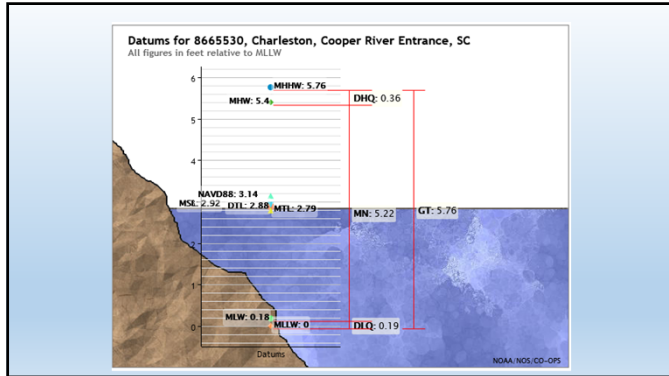 Datums for 8665530, Charleston, Cooper River Entrance, SC
All figures in feet relative to MLLW
6
MHHW: 5.76
MHW: 5.4
DHQ: 0.36
5
4
NAVD88: 3.14
MSL: 2.92
DTL: 2.88
MTL: 2.79
MN: 5.22
GT: 5.76
2
1
MLW: 0.18
0
MLLW: 0
DLQ: 0.19
Datums
NOAA/NOS/CO-OPS